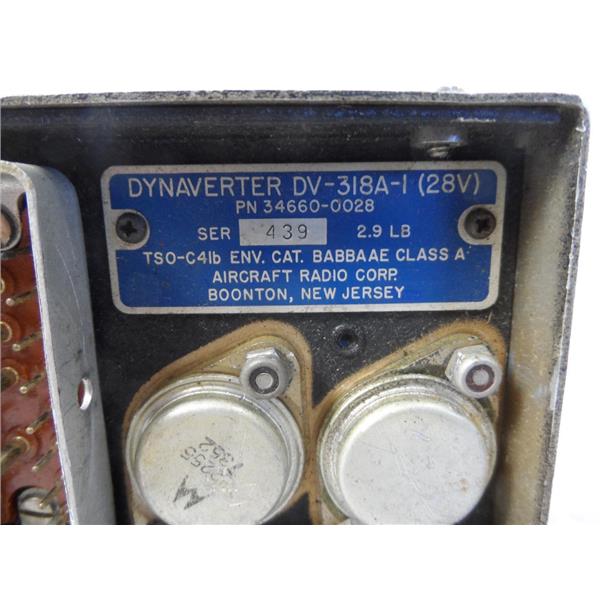 DYNAVERTER DV-318A-1 (28V)
PN 34660-0028
SER 439 2.9 LB
TSO-C41b ENV. CAT. BABBAAE CLASS A
AIRCRAFT RADIO CORP.
BOONTON, NEW JERSEY